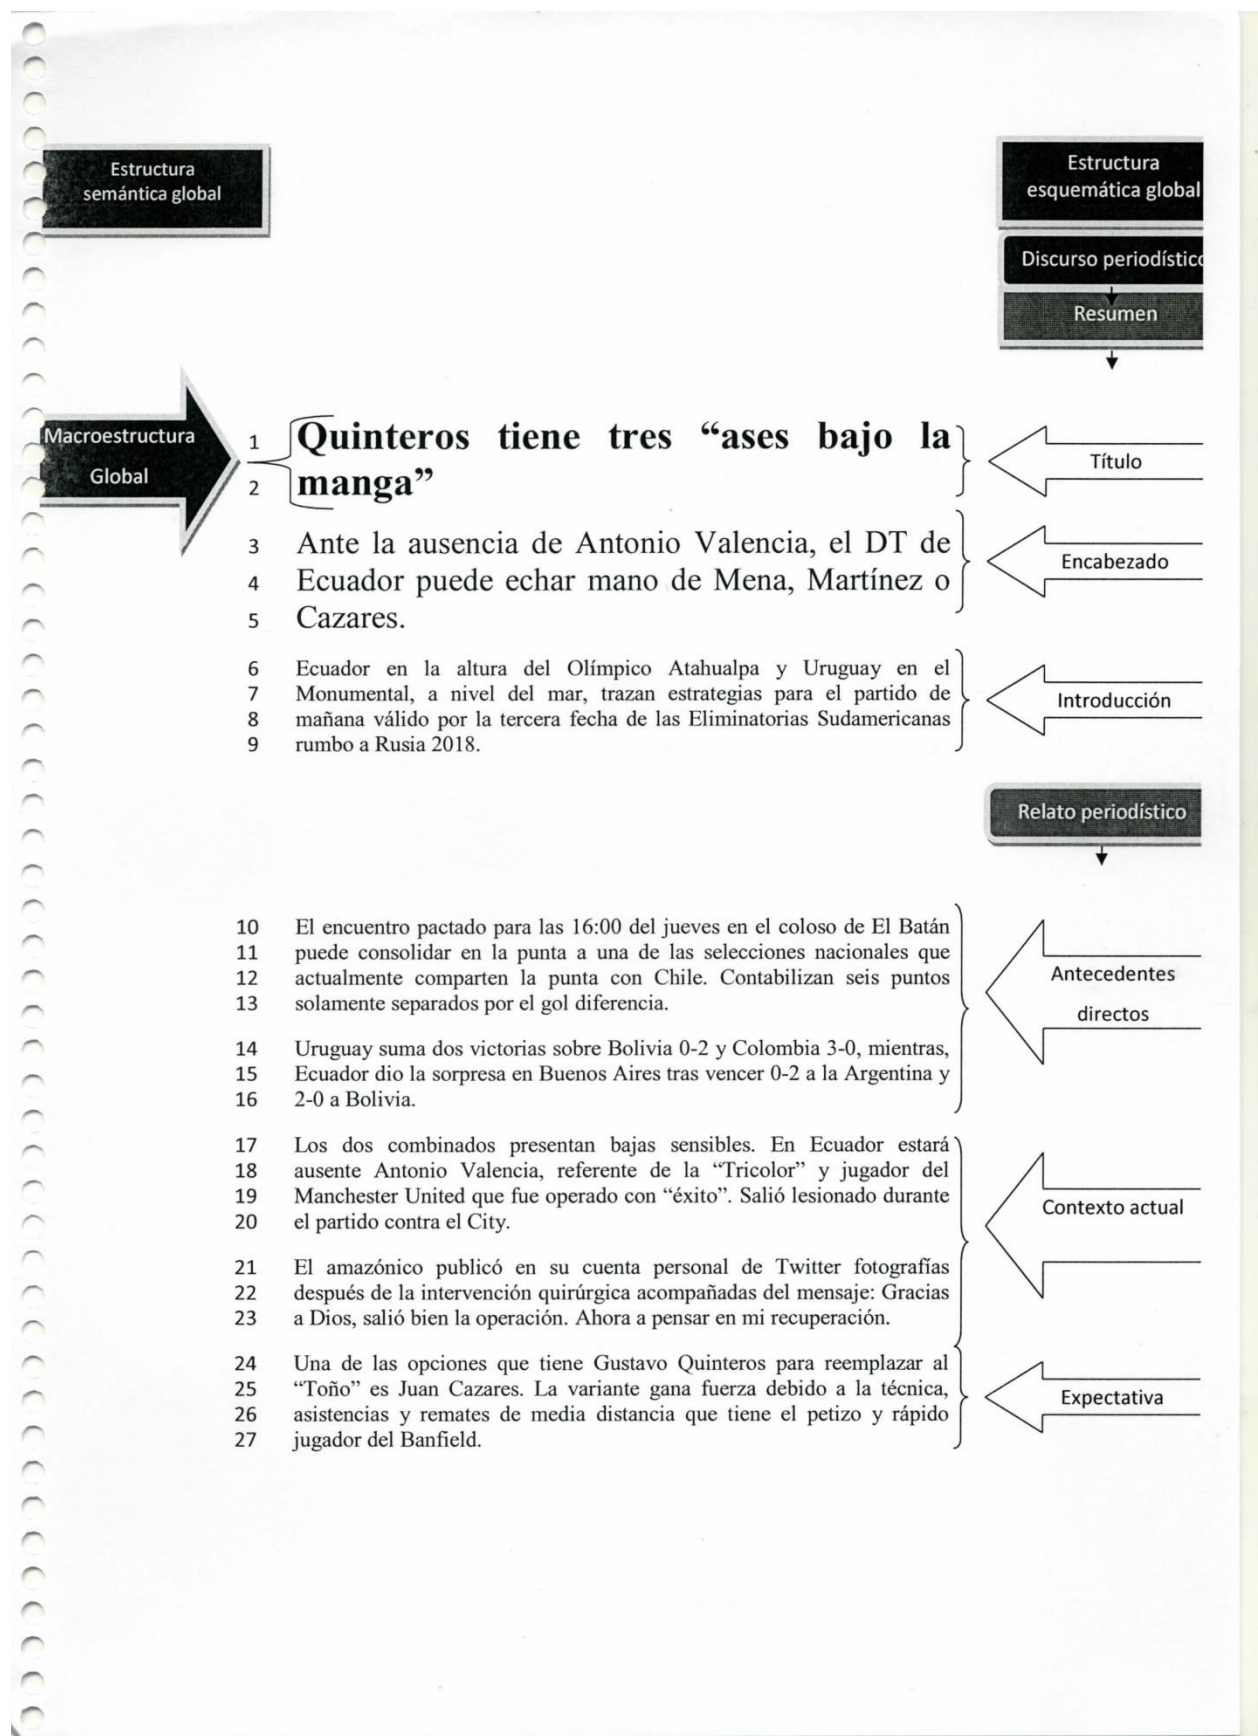 Estructura
semántica global
Estructura
esquemática global
Discurso periodístico
Resumen
Macroestructura
Global
1 Quinteros tiene tres “ases bajo la
2 manga”
Título
3 Ante la ausencia de Antonio Valencia, el DT de
4 Ecuador puede echar mano de Mena, Martínez o
5 Cazares.
Encabezado
6 Ecuador en la altura del Olímpico Atahualpa y Uruguay en el
7 Monumental, a nivel del mar, trazan estrategias para el partido de
8 mañana válido por la tercera fecha de las Eliminatorias Sudamericanas
9 rumbo a Rusia 2018.
Introducción
Relato periodístico
10 El encuentro pactado para las 16:00 del jueves en el coloso de El Batán
11 puede consolidar en la punta a una de las selecciones nacionales que
12 actualmente comparten la punta con Chile. Contabilizan seis puntos
13 solamente separados por el gol diferencia.
Antecedentes
directos
14 Uruguay suma dos victorias sobre Bolivia 0-2 y Colombia 3-0, mientras,
15 Ecuador dio la sorpresa en Buenos Aires tras vencer 0-2 a la Argentina y
16 2-0 a Bolivia.
17 Los dos combinados presentan bajas sensibles. En Ecuador estará
18 ausente Antonio Valencia, referente de la “Tricolor” y jugador del
19 Manchester United que fue operado con “éxito”. Salió lesionado durante
20 el partido contra el City.
Contexto actual
21 El amazónico publicó en su cuenta personal de Twitter fotografías
22 después de la intervención quirúrgica acompañadas del mensaje: Gracias
23 a Dios, salió bien la operación. Ahora a pensar en mi recuperación.
24 Una de las opciones que tiene Gustavo Quinteros para reemplazar al
25 “Toño” es Juan Cazares. La variante gana fuerza debido a la técnica,
26 asistencias y remates de media distancia que tiene el petizo y rápido
27 jugador del Banfield.
Expectativa